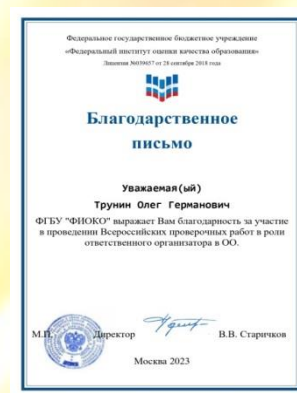 Федеральное государственное бюджетное учреждение
«Федеральный институт оценки качества образования»
Лицензия №039657 от 28 сентября 2018 года
Благодарственное
письмо
Уважаемая(ый)
Трунин Олег Германович
ФГБУ "ФИОКО" выражает Вам благодарность за участие
в проведении Всероссийских проверочных работ в роли
ответственного организатора в ОО.
М.П. Директор В.В. Старичков
Москва 2023